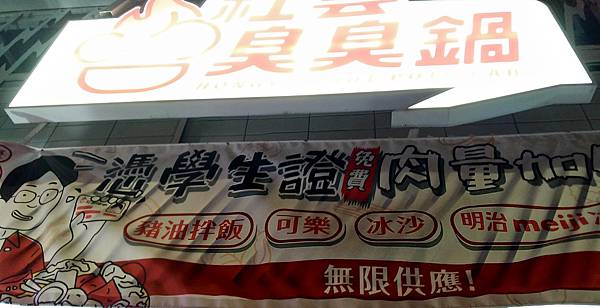 臭臭鍋
憑學生證免費肉量加
豬油拌飯 可樂 冰沙 明治 meiji
無限供應!